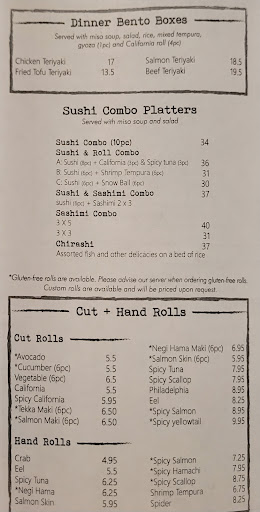 Dinner Bento Boxes
Served with miso soup, salad, rice, mixed tempura,
gyoza (1pc) and California roll (4pc)
Chicken Teriyaki 17 Salmon Teriyaki 18.5
Fried Tofu Teriyaki 13.5 Beef Teriyaki 19.5
Sushi Combo Platters
Served with miso soup and salad
Sushi Combo (10pc) 34
Sushi & Roll Combo
A: Sushi (6pc) + California (3pc) & Spicy tuna (3pc) 36
B: Sushi (6pc) + Shrimp Tempura (5pc) 31
C: Sushi (6pc) + Snow Ball (6pc) 30
Sushi & Sashimi Combo 37
sushi (6pc) + Sashimi 2 x 3
Sashimi Combo
3 X 5 40
3 X 3 31
Chirashi 37
Assorted fish and other delicacies on a bed of rice
*Gluten-free rolls are available. Please advise our server when ordering gluten-free rolls.
Custom rolls are available and will be priced upon request.
Cut + Hand Rolls
Cut Rolls
*Avocado 5.5
*Cucumber (6pc) 5.5
Vegetable (6pc) 6.5
California 5.5
Spicy California 5.95
*Tekka Maki (6pc) 6.50
*Salmon Maki (6pc) 6.50
*Negi Hama Maki (6pc) 6.95
*Salmon Skin (6pc) 5.95
Spicy Tuna 7.95
Spicy Scallop 7.95
Philadelphia 8.95
Eel 8.25
*Spicy Salmon 8.95
*Spicy yellowtail 9.95
Hand Rolls
Crab 4.95
Eel 5.5
Spicy Tuna 6.25
*Negi Hama 6.25
Salmon Skin 5.95
*Spicy Salmon 7.25
*Spicy Hamachi 7.95
*Spicy Scallop 8.75
Shrimp Tempura 6.75
Spider 8.25